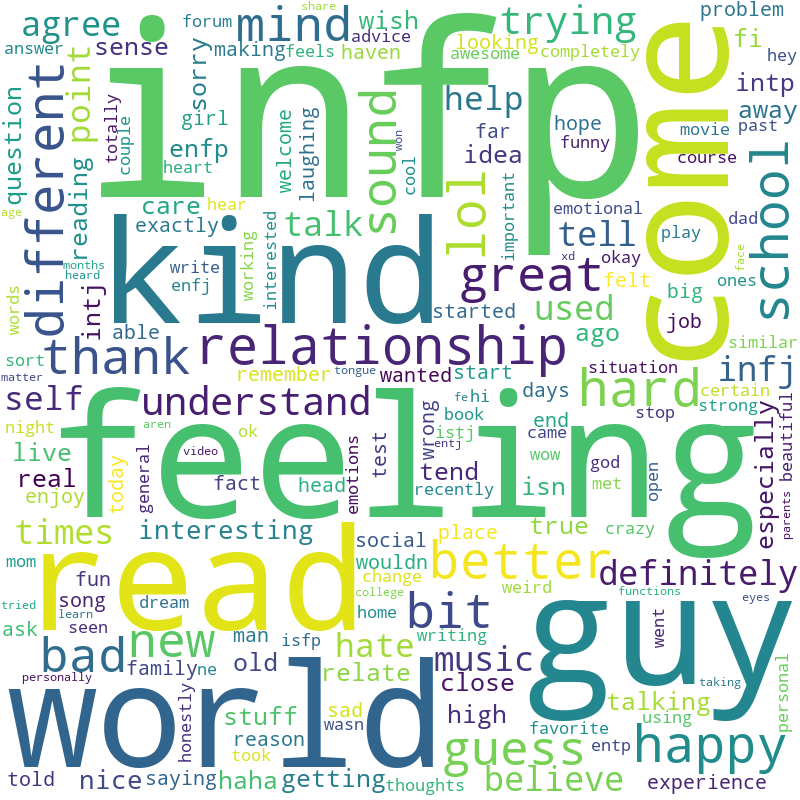 share
problem
agree
mind
trying
wish
forum
advice
fi
hey
answer
sense
making
feels
haven
looking
completely
awesome
infp
come
sorry
different
point
question
totally
couple
girl
enfp
heart
welcome
laughing
won
cool
sound
help
far
idea
hope
funny
movie
course
intp
away
past
school
lol
important
emotional
dad
age
reading
care
hear
exactly
talk
tell
play
okay
xd
kind
write
enfj
working
interested
months
heard
words
intj
able
great
felt
big
ones
face
started
used
ago
job
similar
sort
thank
relationship
remember
tongue
wanted
start
situation
infj
matter
self
understand
feeling
fe
hi
days
hard
certain
strong
beautiful
night
aren
ok
book
istj
end
stop
especially
live
real
enjoy
today
general
video
fact
head
emotions
test
wrong
entj
tend
recently
came
wow
isn
god
met
open
parents
times
interesting
social
wouldn
place
true
crazy
mom
read
change
better
weird
definitely
functions
eyes
tried
fun
song
learn
dream
college
home
ask
seen
new
man
isfp
hate
bit
writing
guy
went
bad
family
ne
old
relate
music
personally
world
honestly
close
taking
stuff
sad
wasn
high
favorite
talking
using
personal
reason
took
guess
entp
happy
told
nice
saying
haha
getting
thoughts
believe
experience